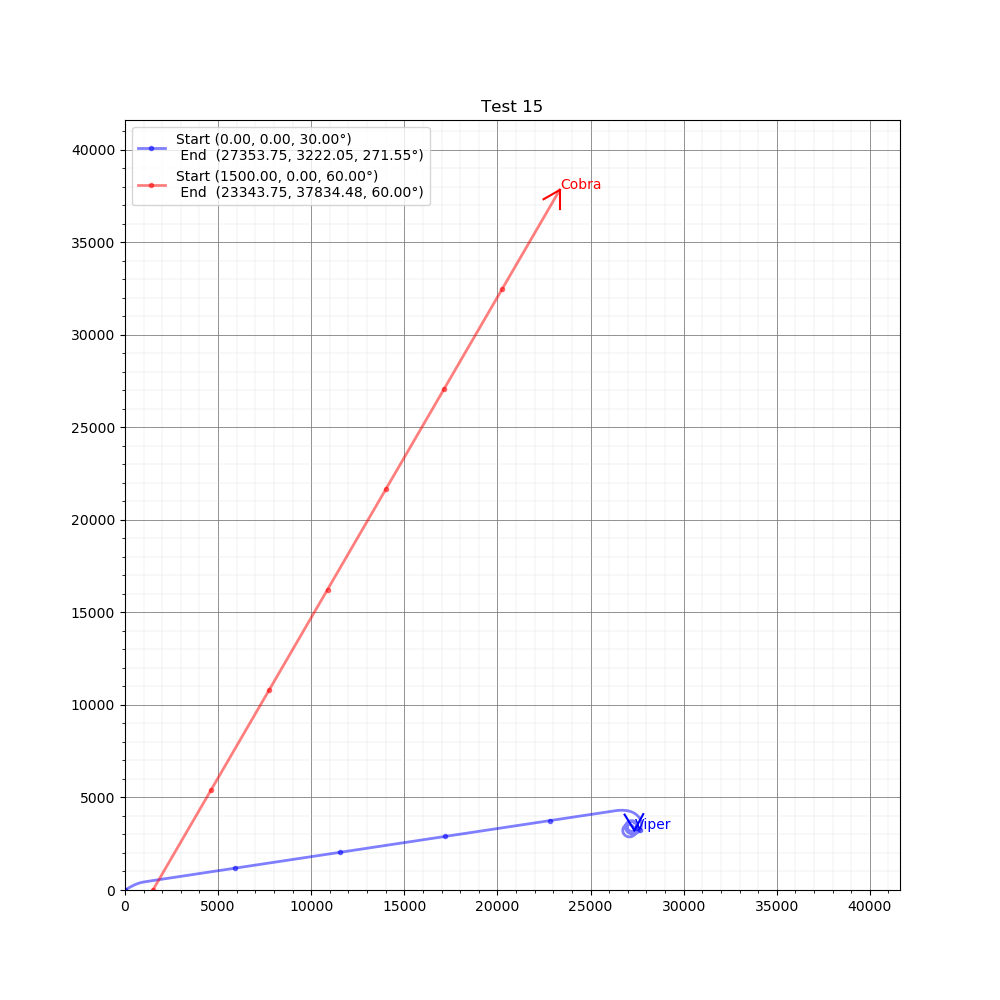 Test 15
Start (0.00, 0.00, 30.00°)
End (27353.75, 3222.05, 271.55°)
Start (1500.00, 0.00, 60.00°)
End (23343.75, 37834.48, 60.00°)
Cobra
Viper
40000
35000
30000
25000
20000
15000
10000
5000
0
0 5000 10000 15000 20000 25000 30000 35000 40000